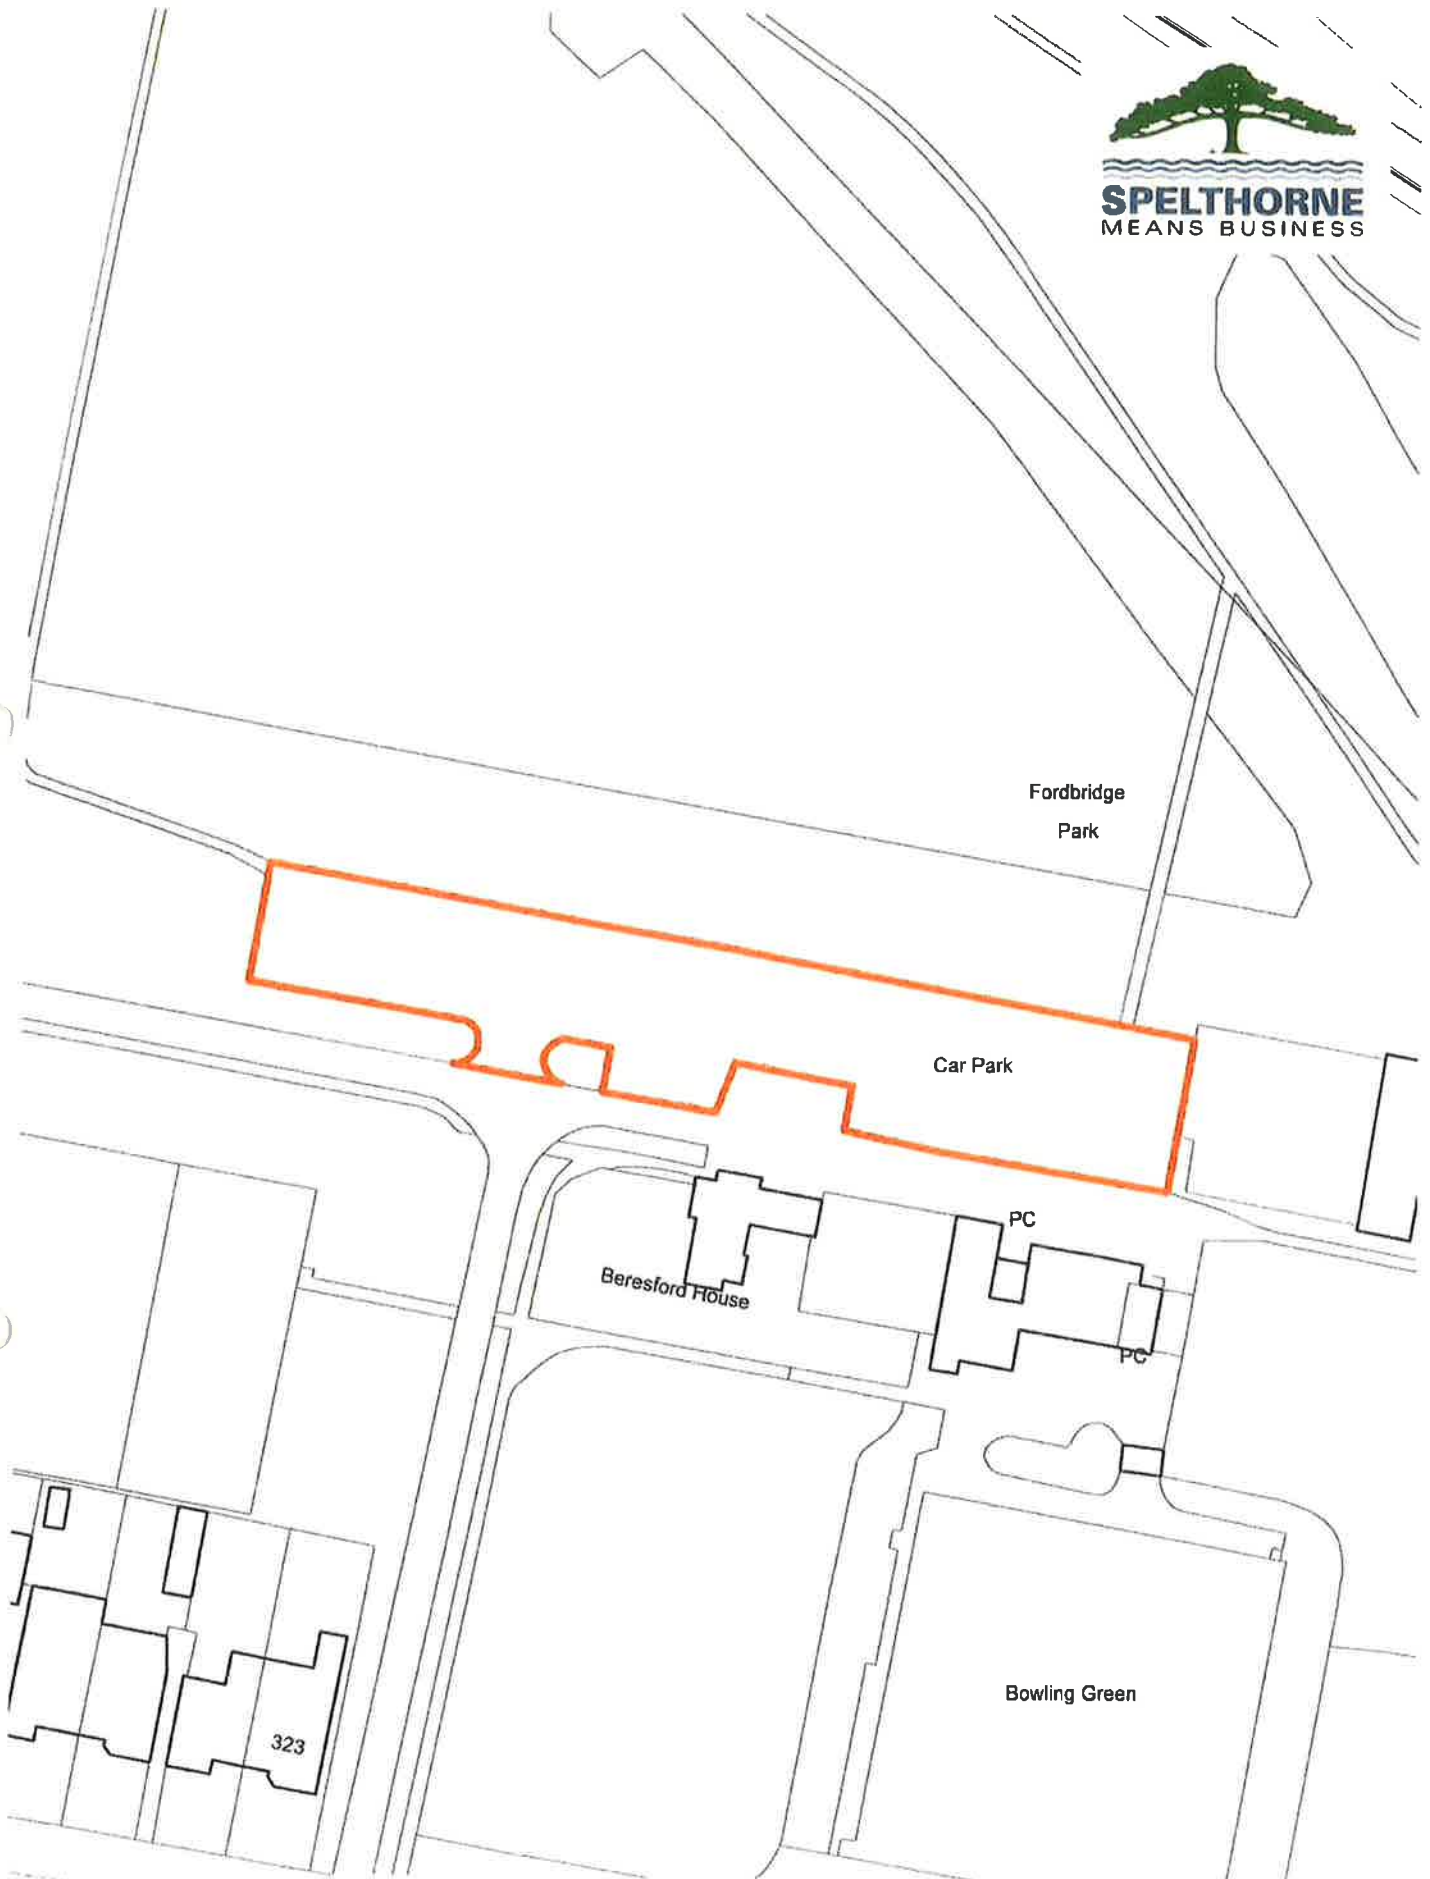 SPELTHORNE
MEANS BUSINESS
Fordbridge
Park
Car Park
PC
Beresford House
PC
Bowling Green
323